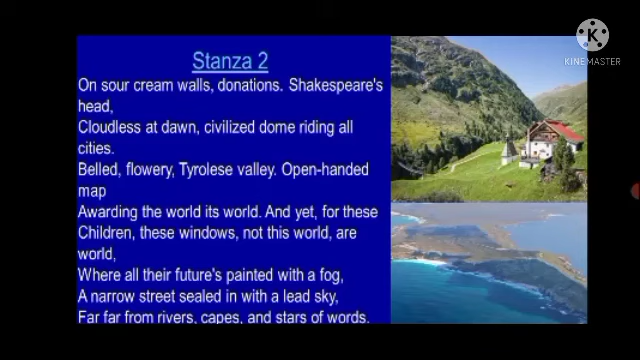 KINEMASTER
Stanza 2
On sour cream walls, donations. Shakespeare's
head,
Cloudless at dawn, civilized dome riding all
cities.
Belled, flowery, Tyrolese valley. Open-handed
map
Awarding the world its world. And yet, for these
Children, these windows, not this world, are
world,
Where all their future's painted with a fog,
A narrow street sealed in with a lead sky,
Far far from rivers, capes, and stars of words.